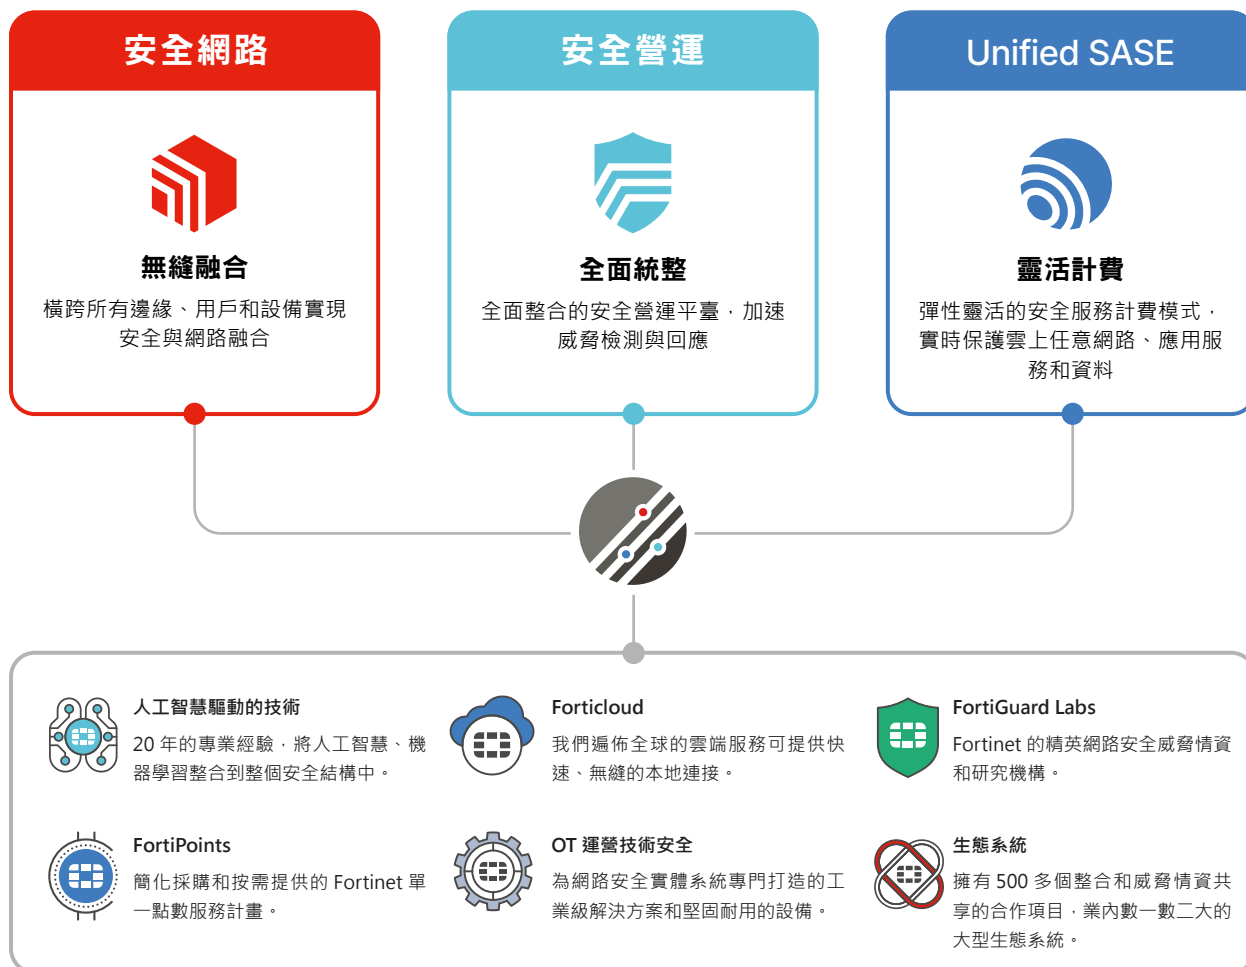 安全網路
無縫融合
橫跨所有邊緣、用戶和設備實現
安全與網路融合
安全營運
全面統整
全面整合的安全營運平臺，加速
威脅檢測與回應
Unified SASE
靈活計費
彈性靈活的安全服務計費模式，
實時保護雲上任意網路、應用服
務和資料
人工智慧驅動的技術
20 年的專業經驗，將人工智慧、機
器學習整合到整個安全結構中。
Forticloud
我們遍佈全球的雲端服務可提供快
速、無縫的本地連接。
FortiGuard Labs
Fortinet 的精英網路安全威脅情資
和研究機構。
FortiPoints
簡化採購和按需提供的 Fortinet 單
一點數服務計畫。
OT 運營技術安全
為網路安全實體系統專門打造的工
業級解決方案和堅固耐用的設備。
生態系統
擁有 500 多個整合和威脅情資共
享的合作項目，業內數一數二大的
大型生態系統。